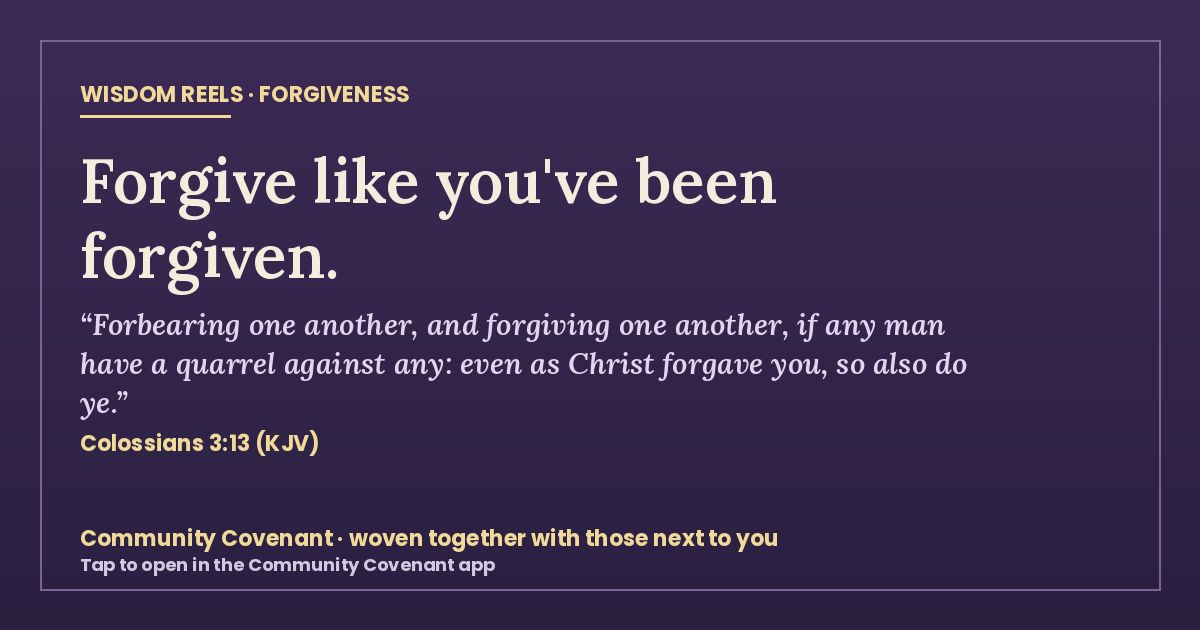 WISDOM REELS · FORGIVENESS
Forgive like you've been
forgiven.
“Forbearing one another, and forgiving one another, if any man
have a quarrel against any: even as Christ forgave you, so also do
ye.”
Colossians 3:13 (KJV)
Community Covenant · woven together with those next to you
Tap to open in the Community Covenant app